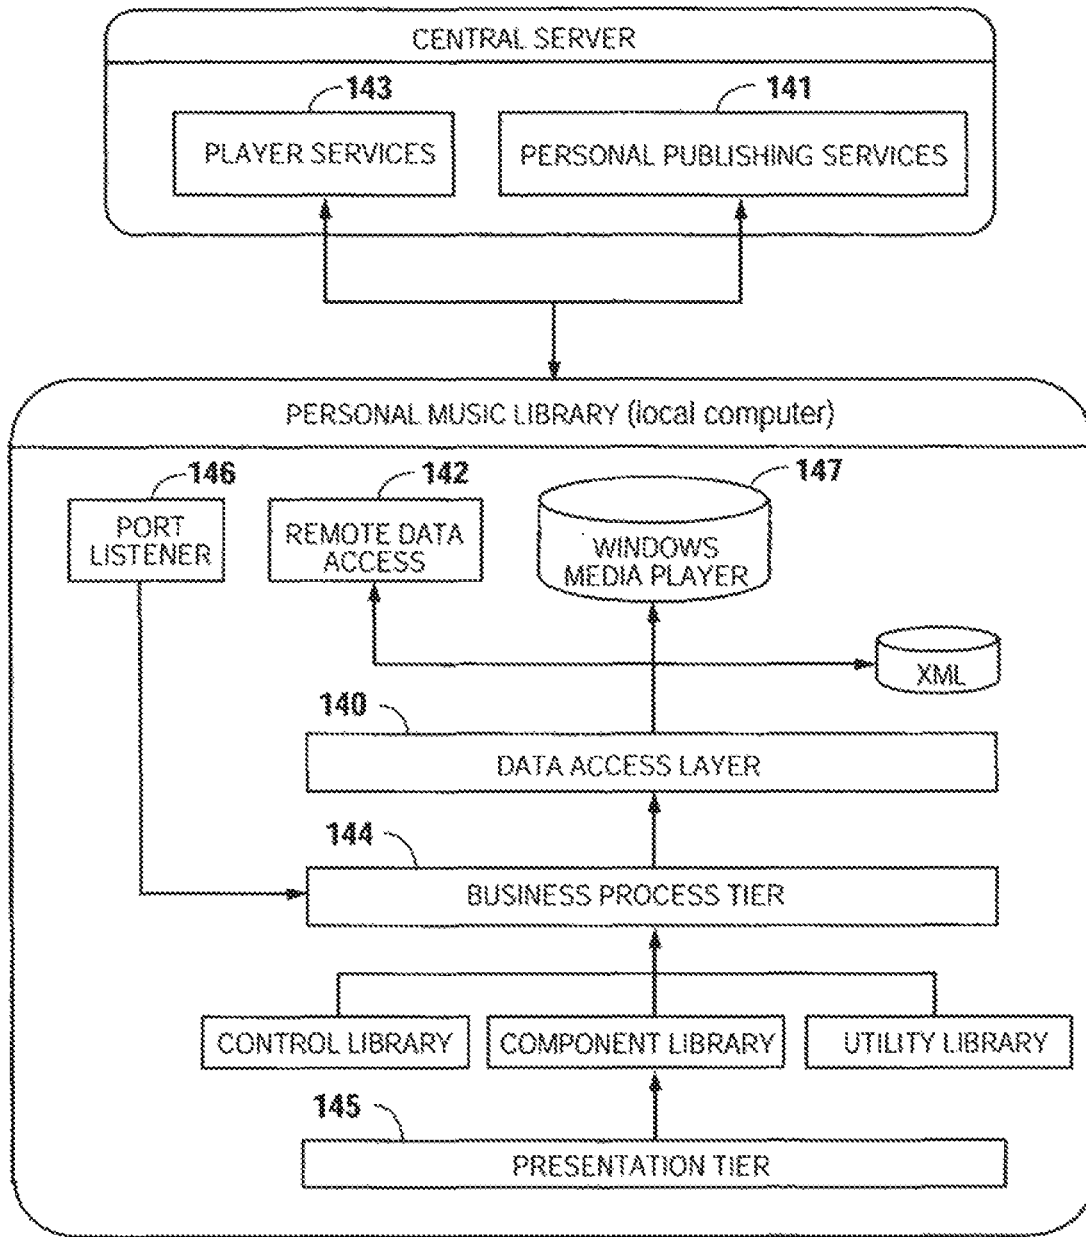 CENTRAL SERVER
143
141
PLAYER SERVICES
PERSONAL PUBLISHING SERVICES
PERSONAL MUSIC LIBRARY (local computer)
146
142
147
PORT
LISTENER
REMOTE DATA
ACCESS
WINDOWS
MEDIA PLAYER
XML
140
DATA ACCESS LAYER
144
BUSINESS PROCESS TIER
CONTROL LIBRARY
COMPONENT LIBRARY
UTILITY LIBRARY
145
PRESENTATION TIER